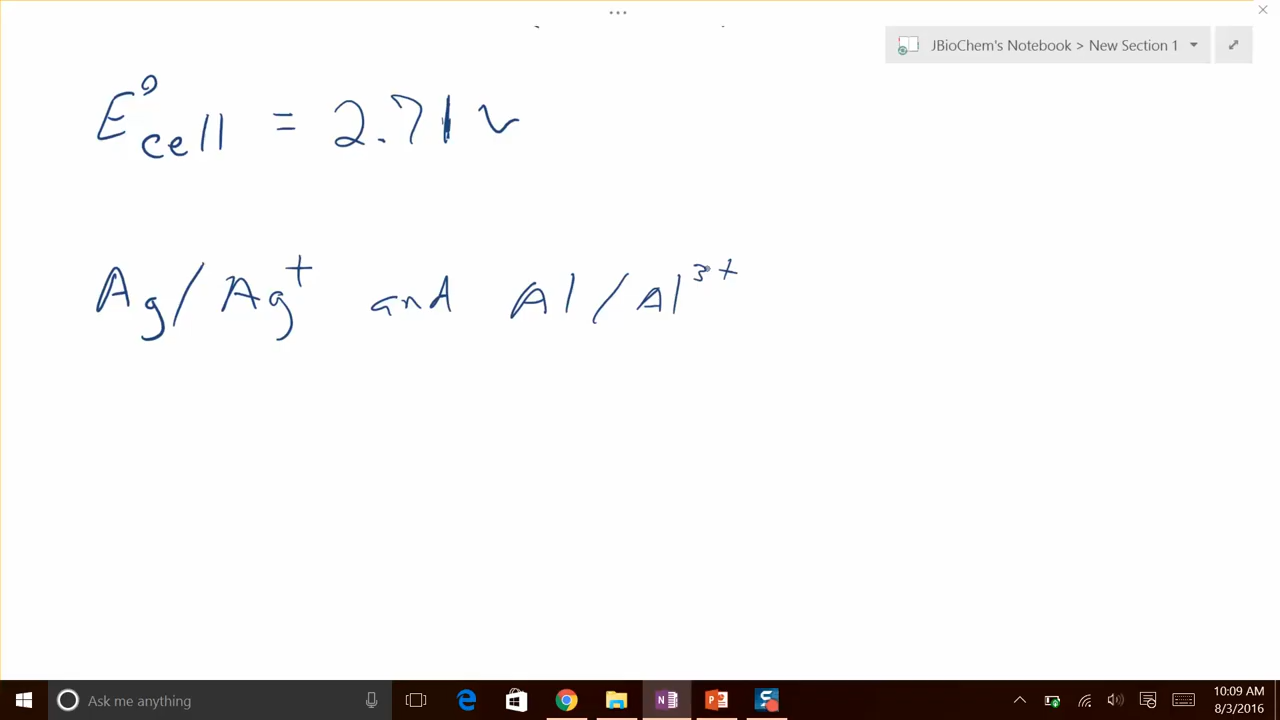 JBioChem's Notebook > New Section 1
E°cell = 2.71 v
Ag/Ag⁺ and Al/Al³⁺
Ask me anything
10:09 AM
8/3/2016